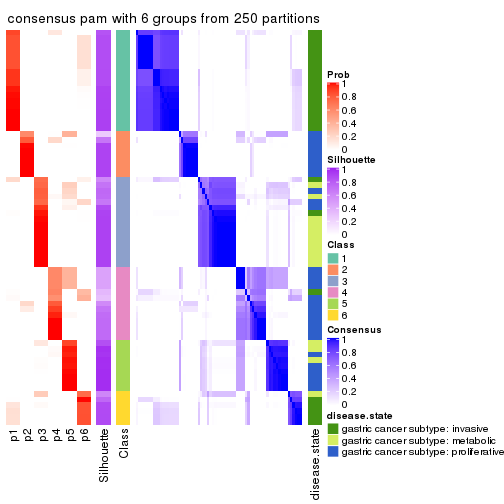 consensus pam with 6 groups from 250 partitions
Prob
1
0.8
0.6
0.4
0.2
0
Silhouette
1
0.8
0.6
0.4
0.2
0
Class
1
2
3
4
5
6
Consensus
1
0.8
0.6
0.4
0.2
0
disease.state
gastric cancer subtype: invasive
gastric cancer subtype: metabolic
gastric cancer subtype: proliferative
p1
p2
p3
p4
p5
p6
Silhouette
Class
disease.state